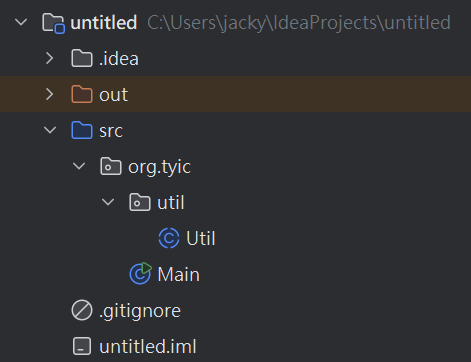 untitled C:\Users\jacky\IdeaProjects\untitled
.idea
out
src
org.tyic
util
Util
Main
.gitignore
untitled.iml